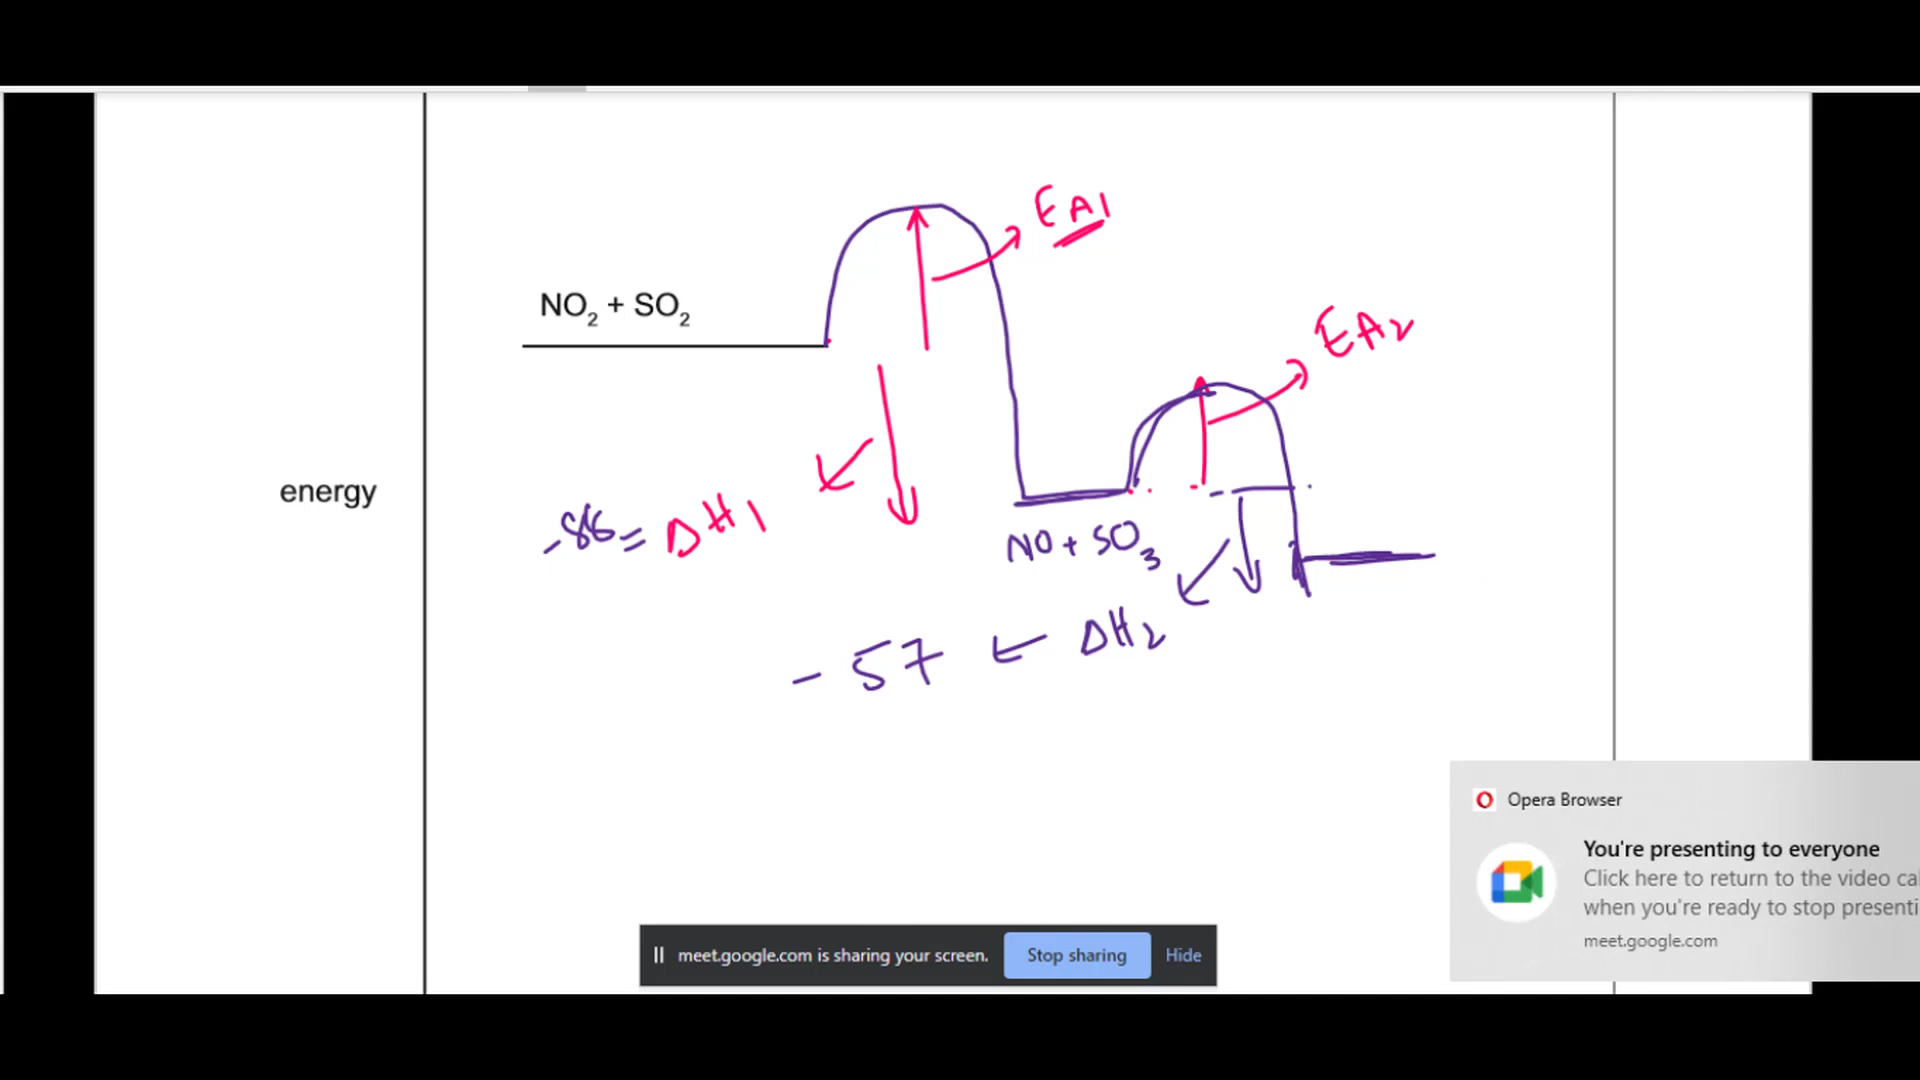 EA1
NO2 + SO2
EA2
energy
-86 = ΔH1
NO + SO3
- 57 ← ΔH2
Opera Browser
You're presenting to everyone
Click here to return to the video
when you're ready to stop
meet.google.com
meet.google.com is sharing your screen.
Stop sharing
Hide